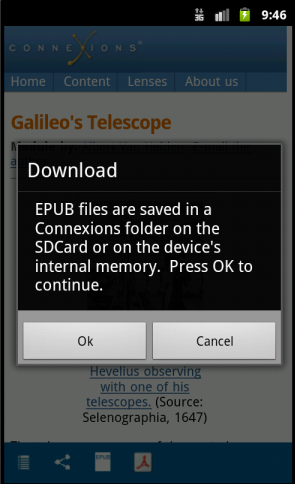 3G 9:46
CONNEXIONS
Home Content Lenses About us
Galileo's Telescope
Download
EPUB files are saved in a
Connexions folder on the
SDCard or on the device's
internal memory. Press OK to
continue.
Ok Cancel
Hevelius observing
with one of his
telescopes. (Source:
Selenographia, 1647)
EPUB